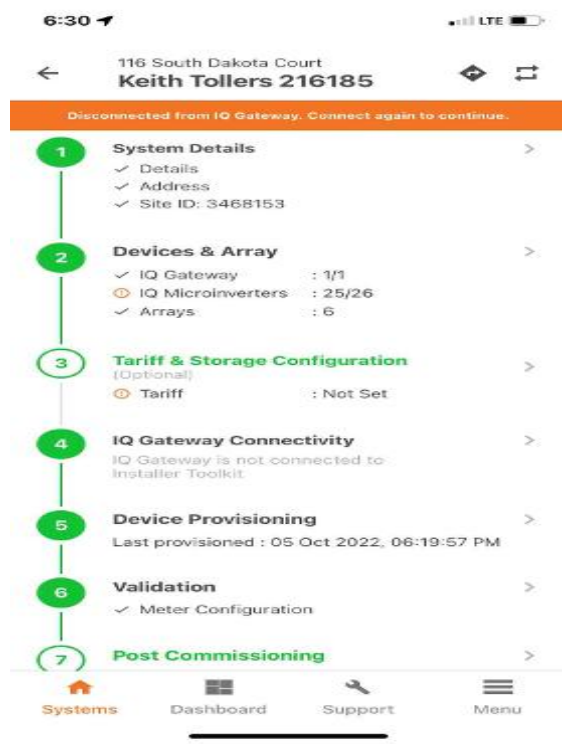 6:30
LTE
116 South Dakota Court
Keith Tollers 216185
Disconnected from IQ Gateway. Connect again to continue.
1
System Details
Details
Address
Site ID: 3468153
2
Devices & Array
IQ Gateway : 1/1
IQ Microinverters : 25/26
Arrays : 6
3
Tariff & Storage Configuration
(Optional)
Tariff : Not Set
4
IQ Gateway Connectivity
IQ Gateway is not connected to
Installer Toolkit
5
Device Provisioning
Last provisioned : 05 Oct 2022, 06:19:57 PM
6
Validation
Meter Configuration
7
Post Commissioning
Systems Dashboard Support Menu